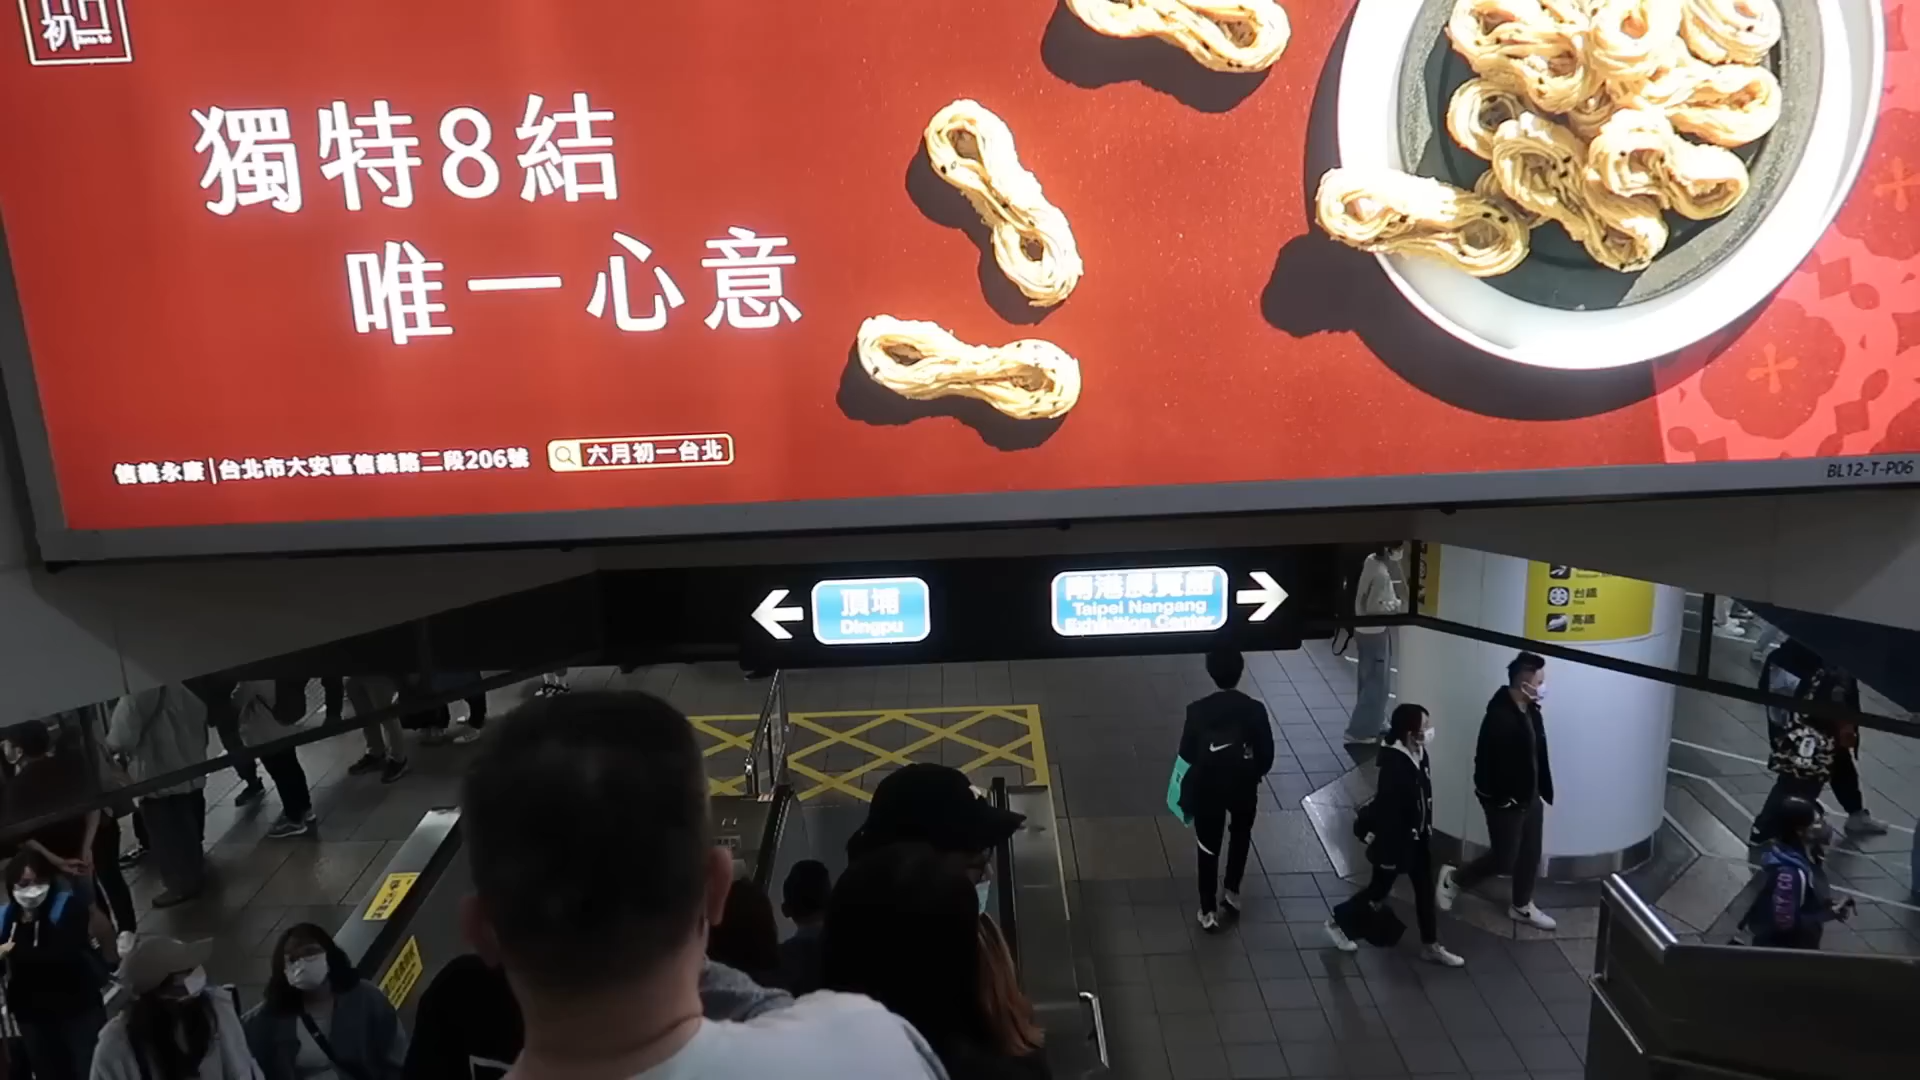 初
獨特8結
唯一心意
信義永康|台北市大安區信義路二段206號
六月初一台北
BL12-T-P06
頂埔
Dingpu
南港展覽館
Taipei Nangang
Exhibition Center
台鐵
高鐵